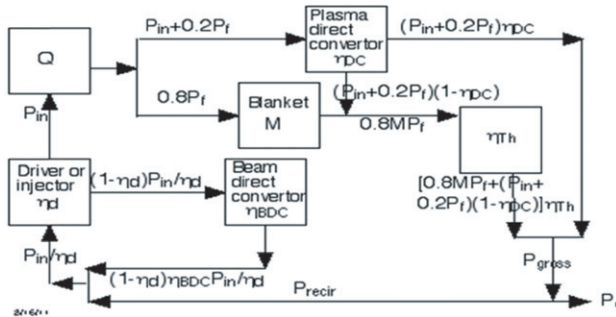 Pin+0.2Pf
Plasma
direct
convertor
ηDC
(Pin+0.2Pf)ηDC
Q
Pin
0.8Pf
Blanket
M
(Pin+0.2Pf)(1-ηDC)
0.8MPf
ηTh
Driver or
injector
ηd
(1-ηd)Pin/ηd
Beam
direct
convertor
ηBDC
[0.8MPf+(Pin+
0.2Pf)(1-ηDC)]ηTh
Pin/ηd
(1-ηd)ηBDCPin/ηd
Pgross
Precir